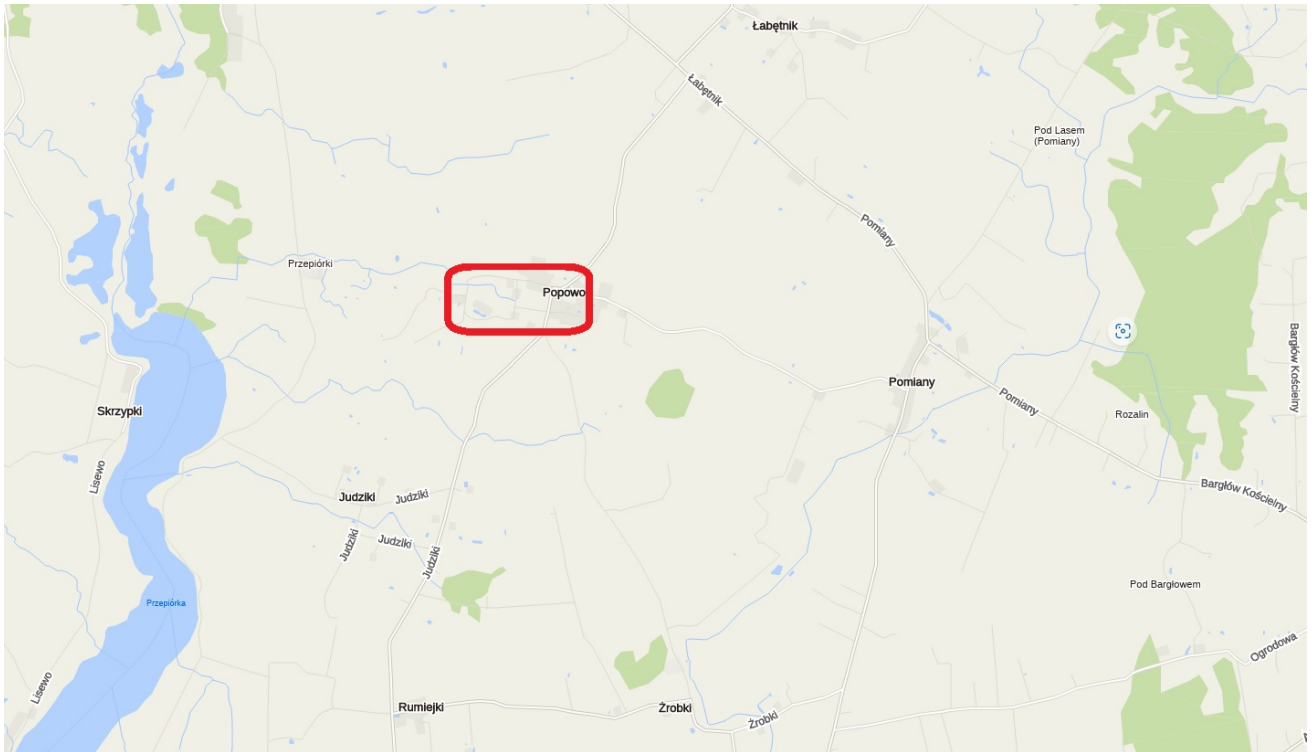 Łabętnik
Łabętnik
Pod Lasem
(Pomiany)
Pomiany
Przepiórki
Popowo
Bargłów Kościelny
Pomiany
Pomiany
Skrzypki
Rozalin
Lisewo
Judziki
Judziki
Bargłów Kościelny
Judziki
Judziki
Judziki
Pod Bargłowem
Przepiórka
Ogrodowa
Lisewo
Rumiejki
Żrobki
Żrobki